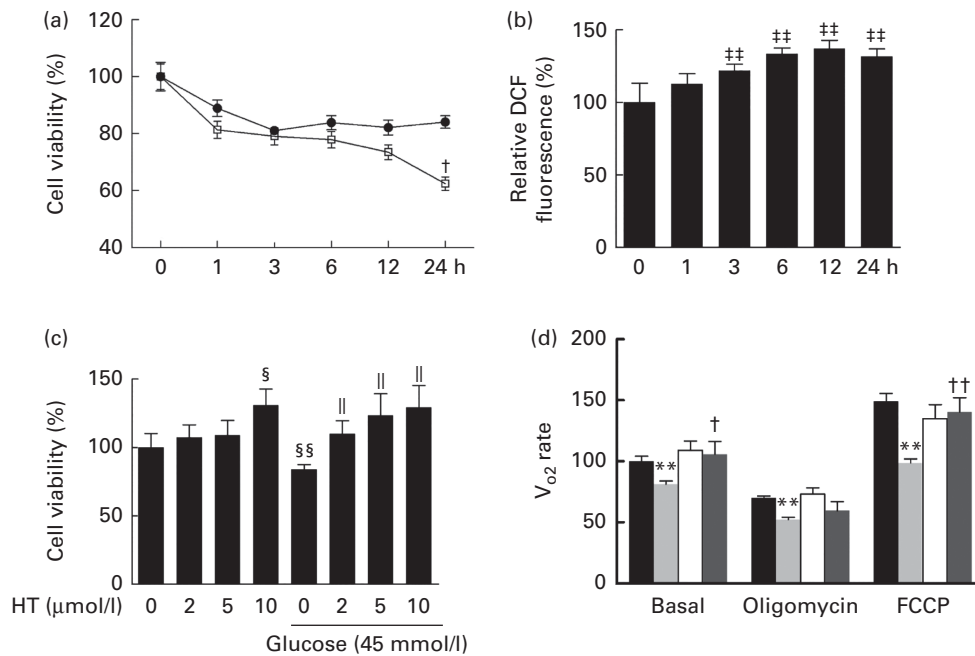 (a)
Cell viability (%)
120
100
80
60
40
†
0 1 3 6 12 24 h
(b)
Relative DCF
fluorescence (%)
150
100
50
0
‡‡ ‡‡ ‡‡ ‡‡
0 1 3 6 12 24 h
(c)
Cell viability (%)
150
100
50
0
§ §§ || || ||
HT (μmol/l) 0 2 5 10 0 2 5 10
Glucose (45 mmol/l)
(d)
Vo2 rate
200
150
100
50
0
** † ** ** ††
Basal Oligomycin FCCP